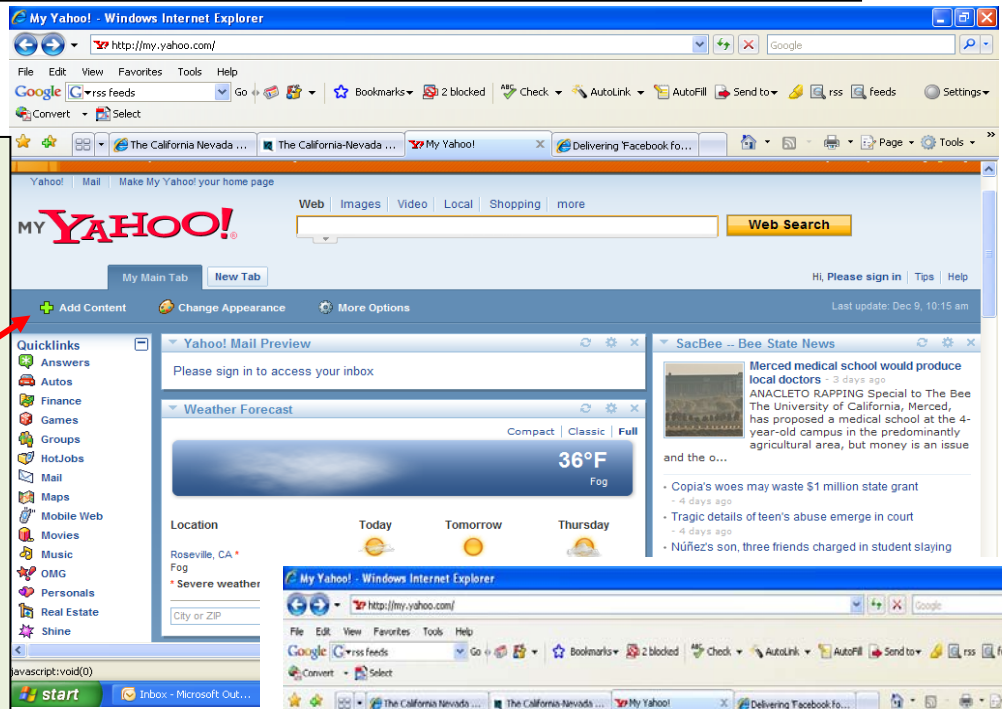 My Yahoo! - Windows Internet Explorer
http://my.yahoo.com/
Google
File Edit View Favorites Tools Help
Google G rss feeds Go Bookmarks 2 blocked ABC Check AutoLink AutoFill Send to rss feeds Settings
Convert Select
The California Nevada ... The California-Nevada ... My Yahoo! X Delivering 'Facebook fo... Page Tools »
Yahoo! Mail Make My Yahoo! your home page
Web Images Video Local Shopping more
MY YAHOO!
Web Search
My Main Tab New Tab Hi, Please sign in Tips Help
Add Content Change Appearance More Options Last update: Dec 9, 10:15 am
Quicklinks
Answers
Autos
Finance
Games
Groups
HotJobs
Mail
Maps
Mobile Web
Movies
Music
OMG
Personals
Real Estate
Shine
Yahoo! Mail Preview
Please sign in to access your inbox
Weather Forecast
Compact Classic Full
36°F
Fog
Location Today Tomorrow Thursday
Roseville, CA *
Fog
* Severe weather
City or ZIP
SacBee -- Bee State News
Merced medical school would produce
local doctors - 3 days ago
ANACLETO RAPPING Special to The Bee
The University of California, Merced,
has proposed a medical school at the 4-
year-old campus in the predominantly
agricultural area, but money is an issue
and the o...
• Copia's woes may waste $1 million state grant
- 4 days ago
• Tragic details of teen's abuse emerge in court
- 4 days ago
• Núñez's son, three friends charged in student slaying
javascript:void(0)
start Inbox - Microsoft Out...
My Yahoo! - Windows Internet Explorer
http://my.yahoo.com/
Google
File Edit View Favorites Tools Help
Google G rss feeds Go Bookmarks 2 blocked ABC Check AutoLink AutoFill Send to rss f
Convert Select
The California Nevada ... The California-Nevada ... My Yahoo! X Delivering 'Facebook fo...